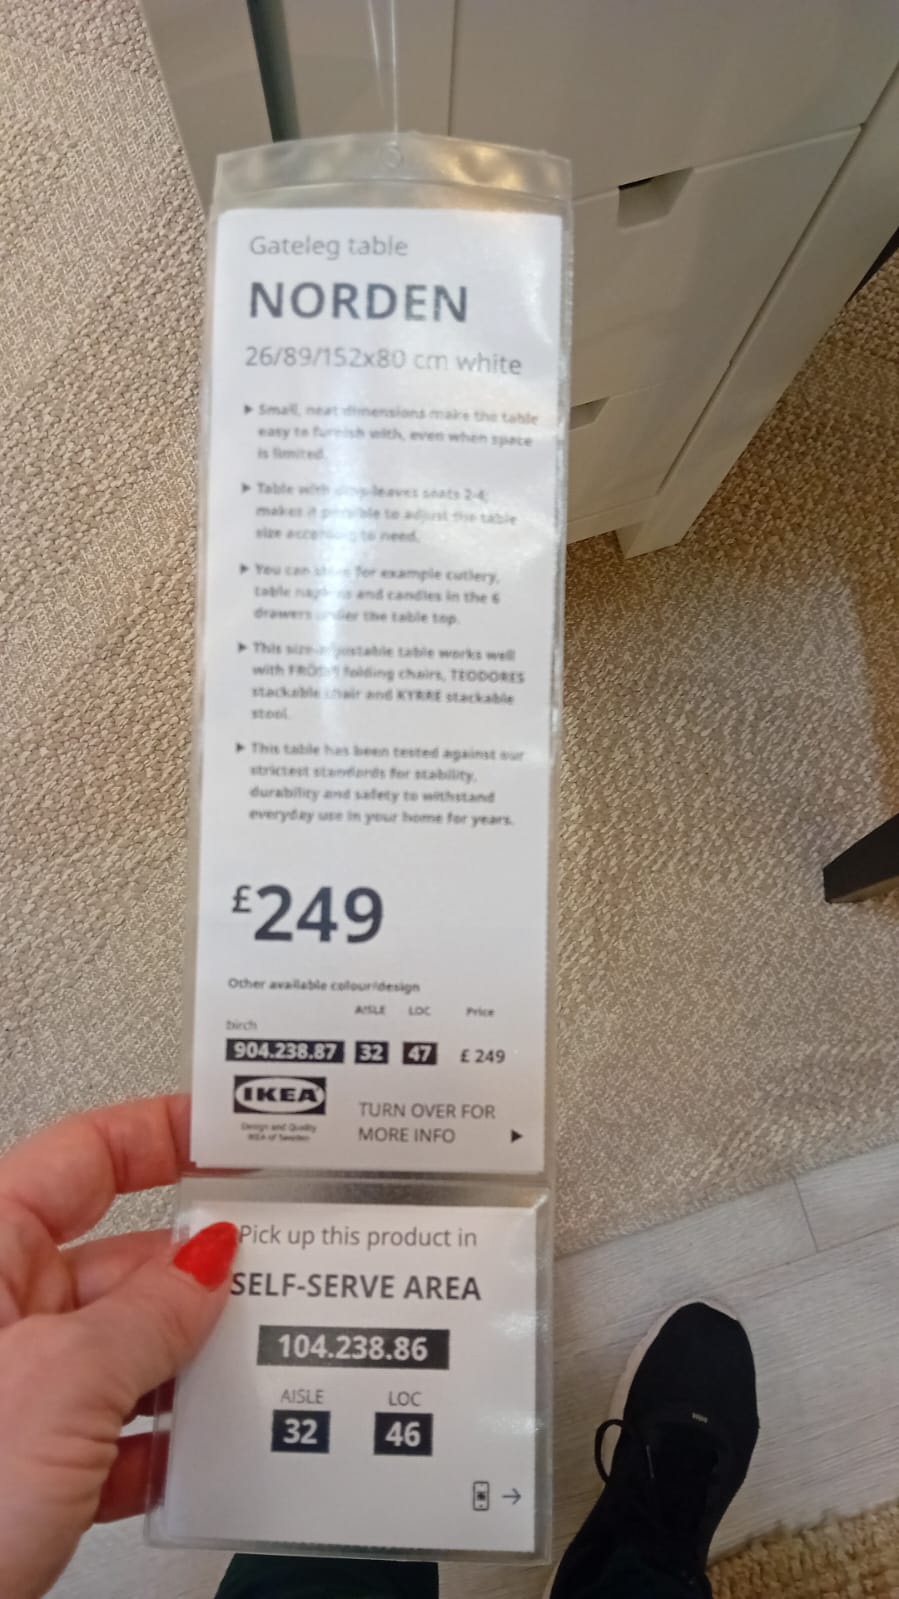 Gateleg table
NORDEN
26/89/152x80 cm white
▶ Small, neat dimensions make the table
easy to furnish with, even when space
is limited.
▶ Table with drop-leaves seats 2-4;
makes it possible to adjust the table
size according to need.
▶ You can store for example cutlery,
table napkins and candles in the 6
drawers under the table top.
▶ This size-adjustable table works well
with folding chairs, TEODORES
stackable chair and KYRRE stackable
stool.
▶ This table has been tested against our
strictest standards for stability,
durability and safety to withstand
everyday use in your home for years.
£249
Other available colour/design
AISLE LOC Price
birch
904.238.87 32 47 £ 249
IKEA
Design and Quality
IKEA of Sweden
TURN OVER FOR
MORE INFO ▶
Pick up this product in
SELF-SERVE AREA
104.238.86
AISLE LOC
32 46